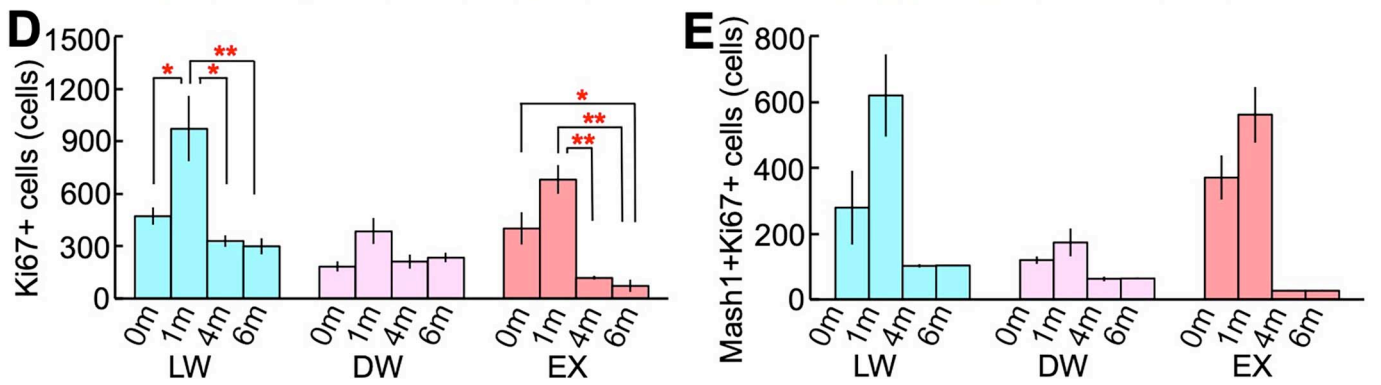 D
Ki67+ cells (cells)
1500
1200
900
600
300
0
* ** *
* ** **
0m 1m 4m 6m 0m 1m 4m 6m 0m 1m 4m 6m
LW DW EX
E
Mash1+Ki67+ cells (cells)
800
600
400
200
0
0m 1m 4m 6m 0m 1m 4m 6m 0m 1m 4m 6m
LW DW EX